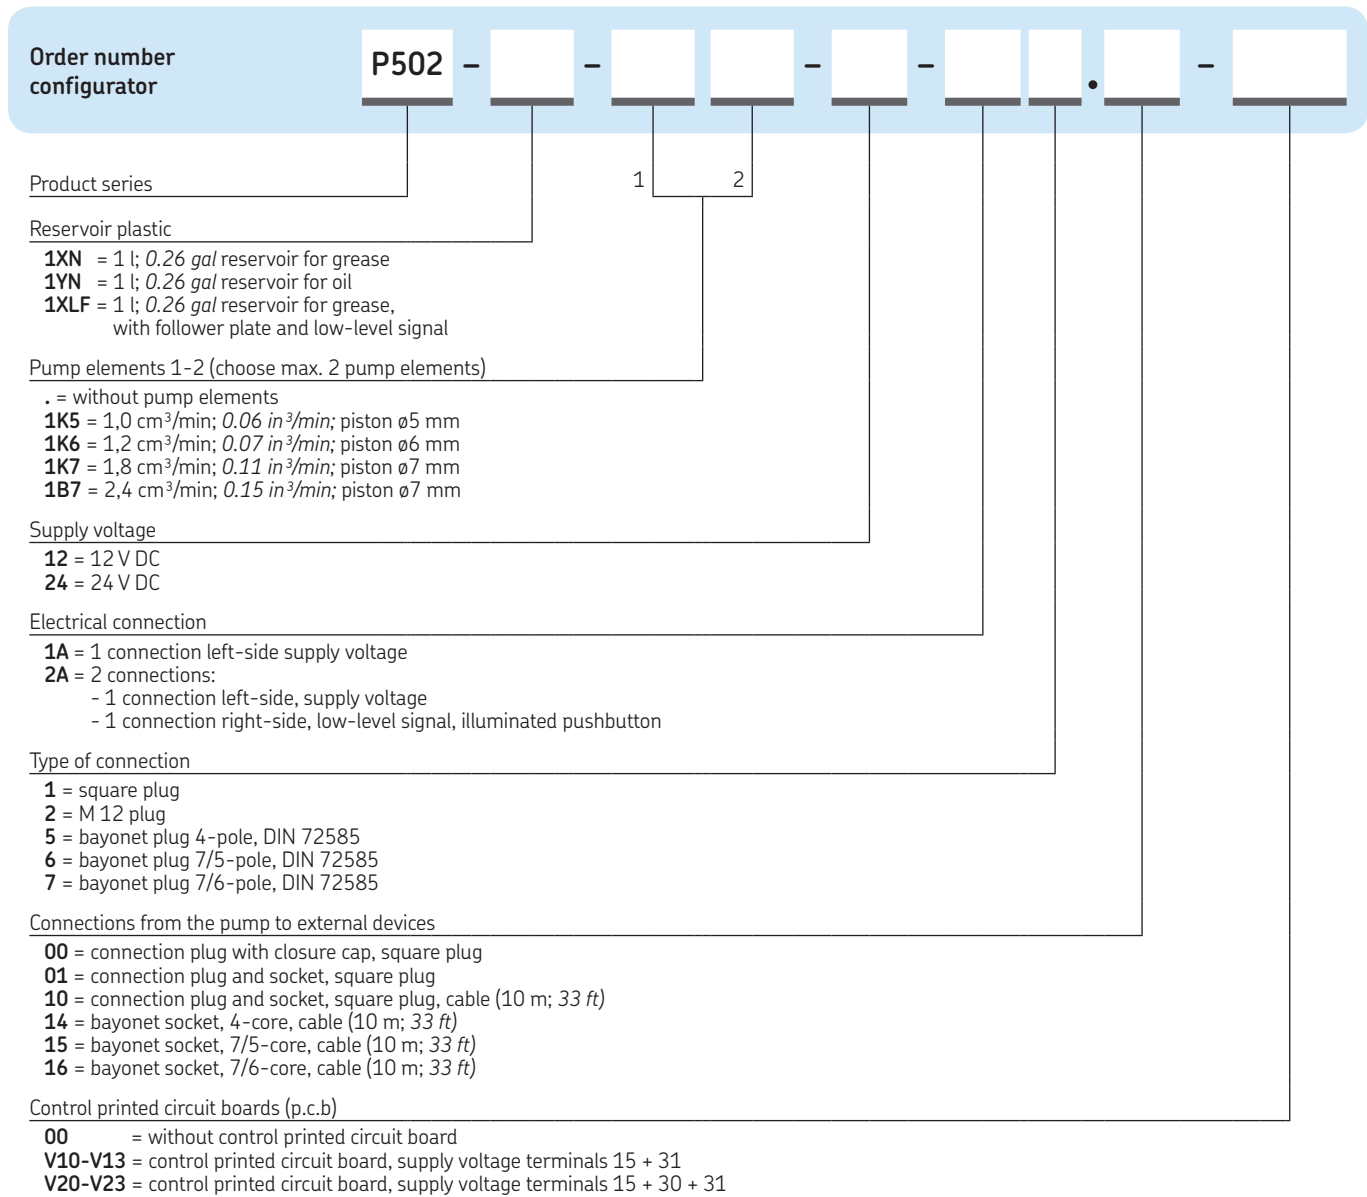 Order number
configurator
P502 – – – – . –
Product series
1 2
Reservoir plastic
1XN = 1 l; 0.26 gal reservoir for grease
1YN = 1 l; 0.26 gal reservoir for oil
1XLF = 1 l; 0.26 gal reservoir for grease,
with follower plate and low-level signal
Pump elements 1-2 (choose max. 2 pump elements)
. = without pump elements
1K5 = 1,0 cm³/min; 0.06 in³/min; piston ø5 mm
1K6 = 1,2 cm³/min; 0.07 in³/min; piston ø6 mm
1K7 = 1,8 cm³/min; 0.11 in³/min; piston ø7 mm
1B7 = 2,4 cm³/min; 0.15 in³/min; piston ø7 mm
Supply voltage
12 = 12 V DC
24 = 24 V DC
Electrical connection
1A = 1 connection left-side supply voltage
2A = 2 connections:
- 1 connection left-side, supply voltage
- 1 connection right-side, low-level signal, illuminated pushbutton
Type of connection
1 = square plug
2 = M 12 plug
5 = bayonet plug 4-pole, DIN 72585
6 = bayonet plug 7/5-pole, DIN 72585
7 = bayonet plug 7/6-pole, DIN 72585
Connections from the pump to external devices
00 = connection plug with closure cap, square plug
01 = connection plug and socket, square plug
10 = connection plug and socket, square plug, cable (10 m; 33 ft)
14 = bayonet socket, 4-core, cable (10 m; 33 ft)
15 = bayonet socket, 7/5-core, cable (10 m; 33 ft)
16 = bayonet socket, 7/6-core, cable (10 m; 33 ft)
Control printed circuit boards (p.c.b)
00 = without control printed circuit board
V10-V13 = control printed circuit board, supply voltage terminals 15 + 31
V20-V23 = control printed circuit board, supply voltage terminals 15 + 30 + 31